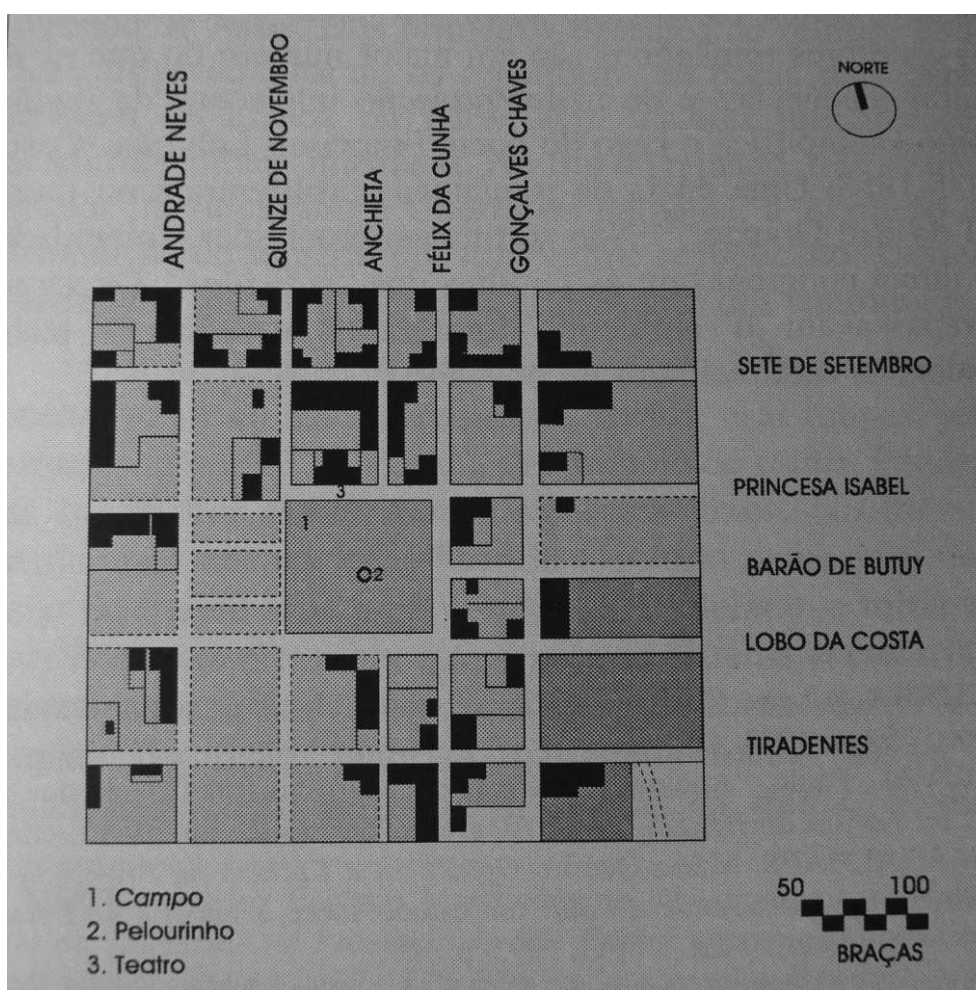 NORTE
ANDRADE NEVES
QUINZE DE NOVEMBRO
ANCHIETA
FÉLIX DA CUNHA
GONÇALVES CHAVES
SETE DE SETEMBRO
3
PRINCESA ISABEL
1
BARÃO DE BUTUY
2
LOBO DA COSTA
TIRADENTES
1. Campo
2. Pelourinho
3. Teatro
50 100
BRAÇAS